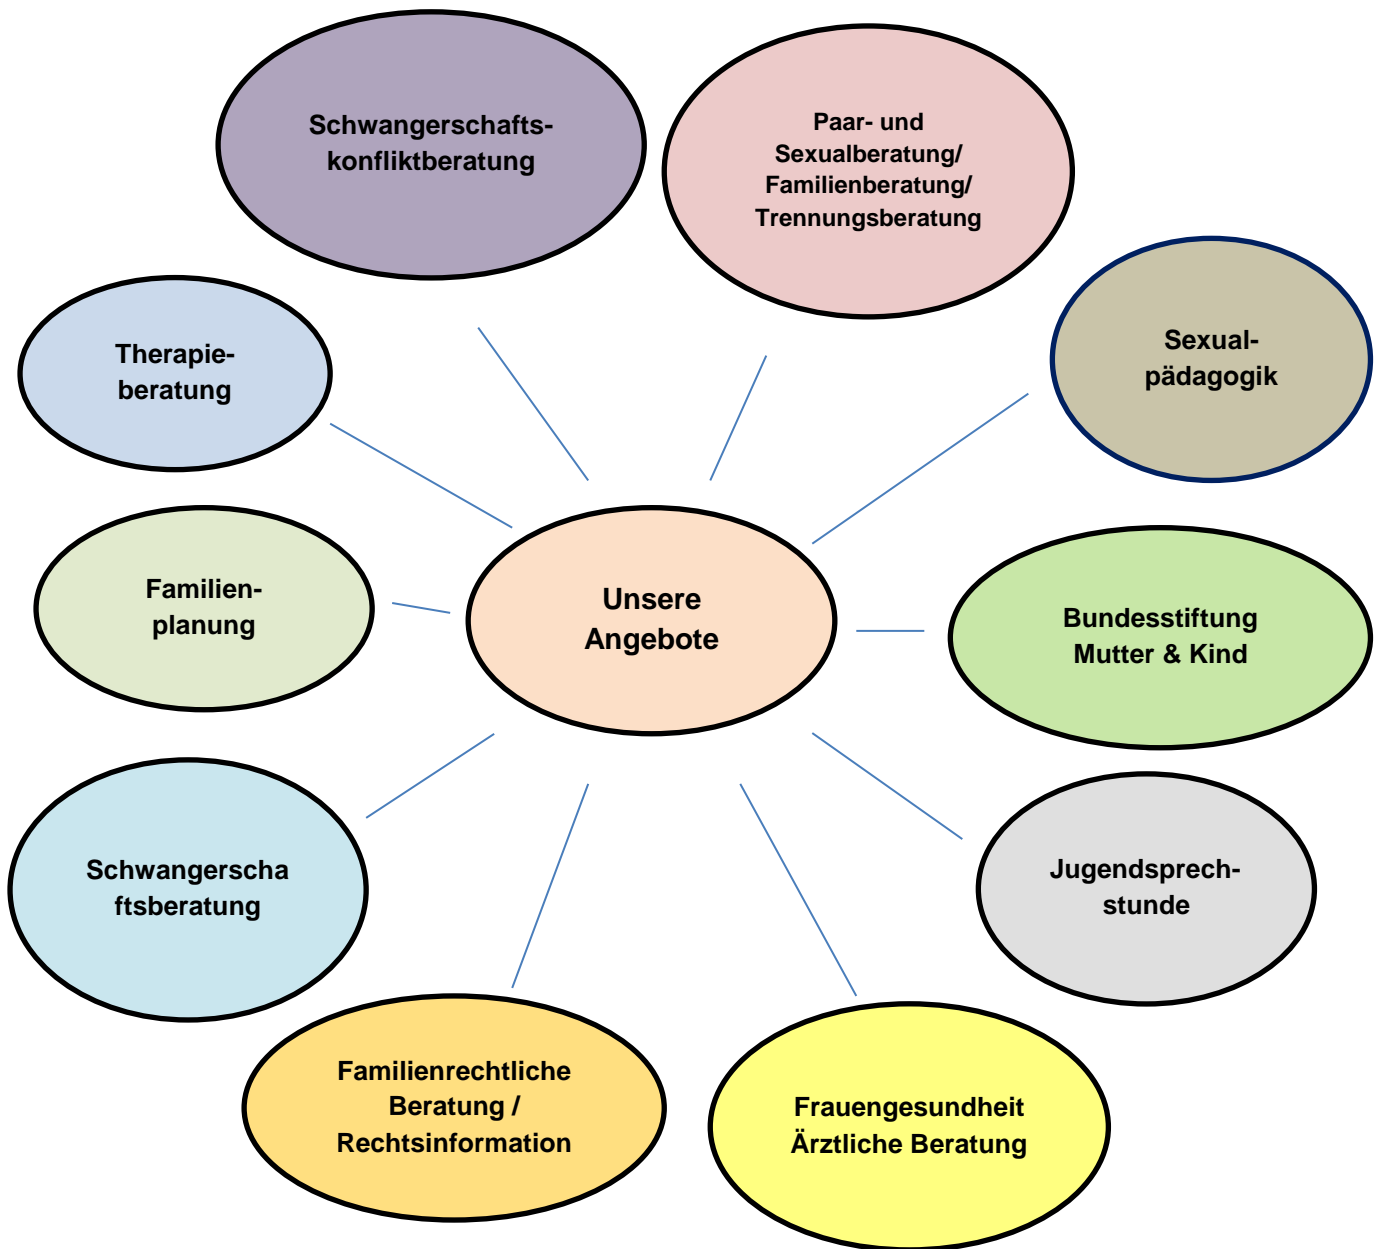 Schwangerschafts-
konfliktberatung
Paar- und
Sexualberatung/
Familienberatung/
Trennungsberatung
Sexual-
pädagogik
Therapie-
beratung
Familien-
planung
Unsere
Angebote
Bundesstiftung
Mutter & Kind
Schwangerscha
ftsberatung
Jugendsprech-
stunde
Familienrechtliche
Beratung /
Rechtsinformation
Frauengesundheit
Ärztliche Beratung